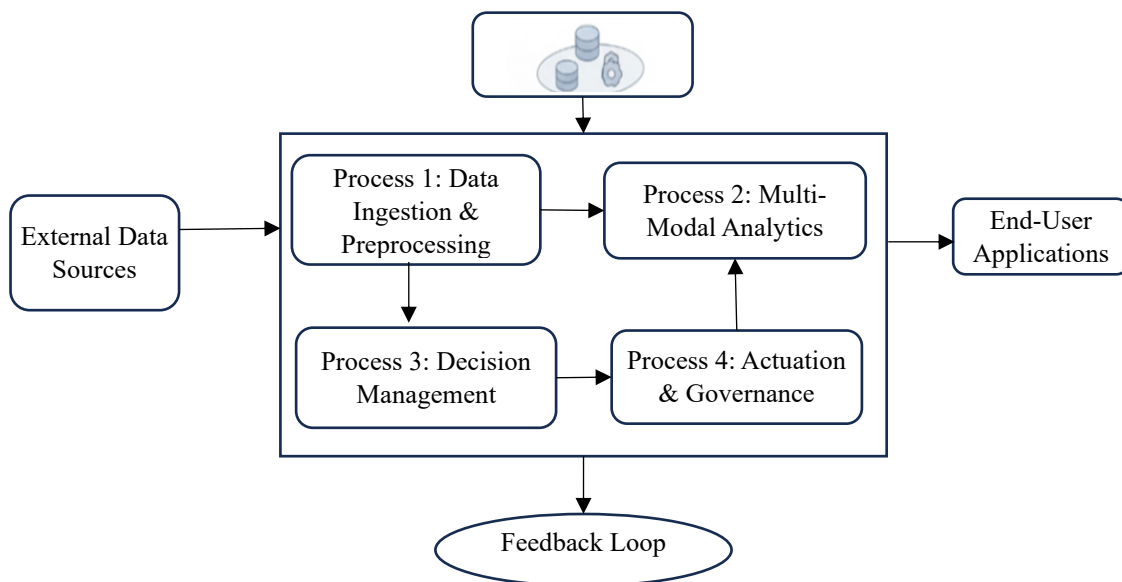 Process 1: Data
Ingestion &
Preprocessing
Process 2: Multi-
Modal Analytics
External Data
Sources
End-User
Applications
Process 3: Decision
Management
Process 4: Actuation
& Governance
Feedback Loop